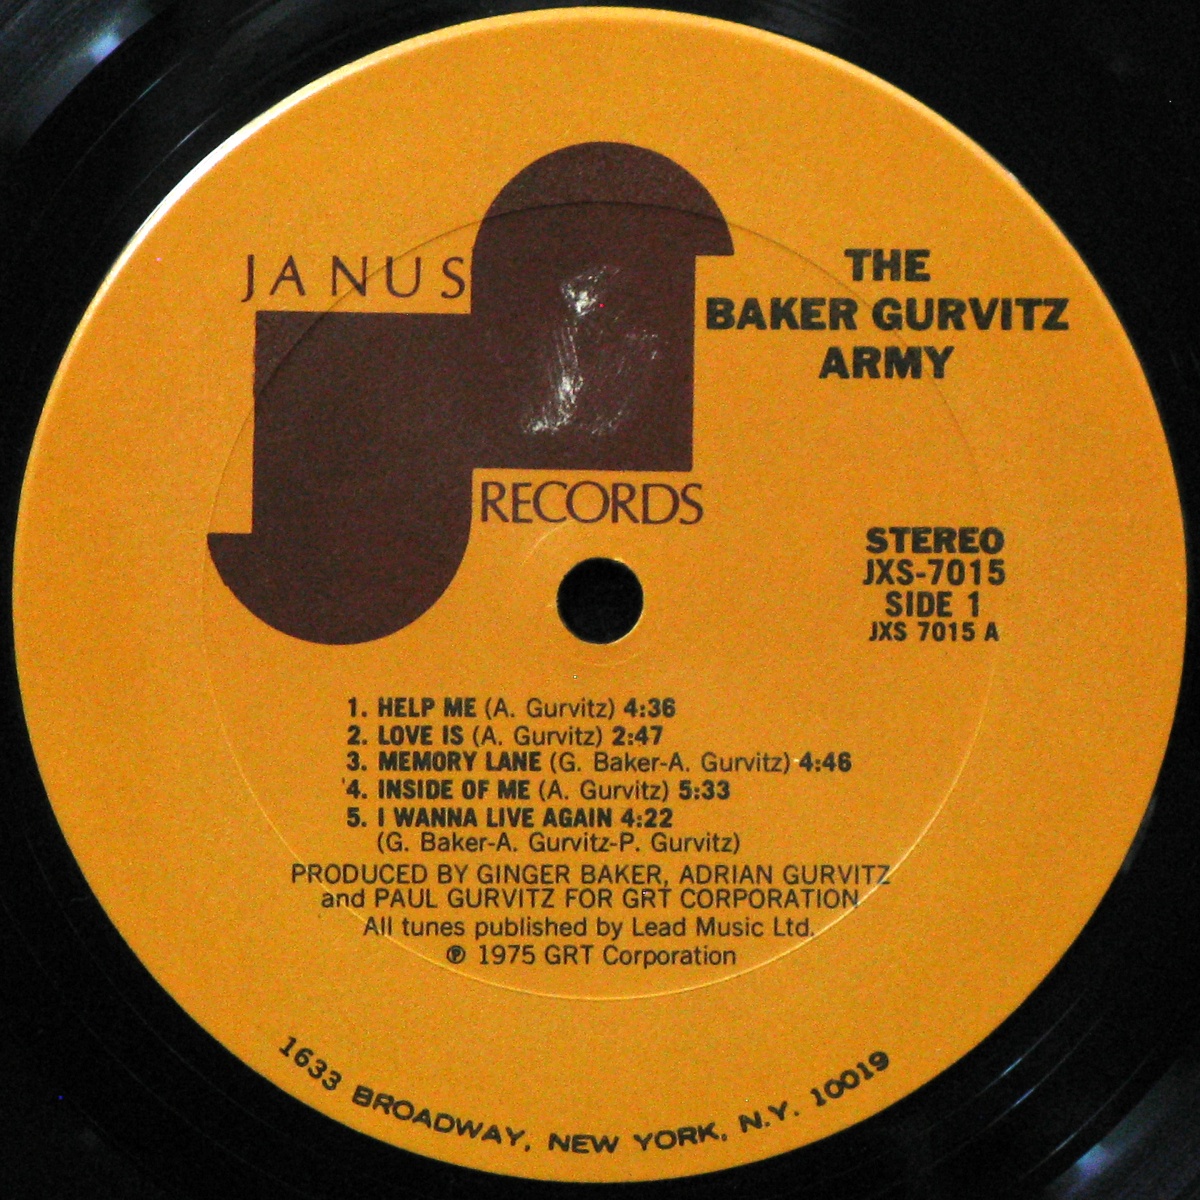 JANUS
RECORDS
THE
BAKER GURVITZ
ARMY
STEREO
JXS-7015
SIDE 1
JXS 7015 A
1. HELP ME (A. Gurvitz) 4:36
2. LOVE IS (A. Gurvitz) 2:47
3. MEMORY LANE (G. Baker-A. Gurvitz) 4:46
4. INSIDE OF ME (A. Gurvitz) 5:33
5. I WANNA LIVE AGAIN 4:22
(G. Baker-A. Gurvitz-P. Gurvitz)
PRODUCED BY GINGER BAKER, ADRIAN GURVITZ
and PAUL GURVITZ FOR GRT CORPORATION
All tunes published by Lead Music Ltd.
℗ 1975 GRT Corporation
1633 BROADWAY, NEW YORK, N.Y. 10019